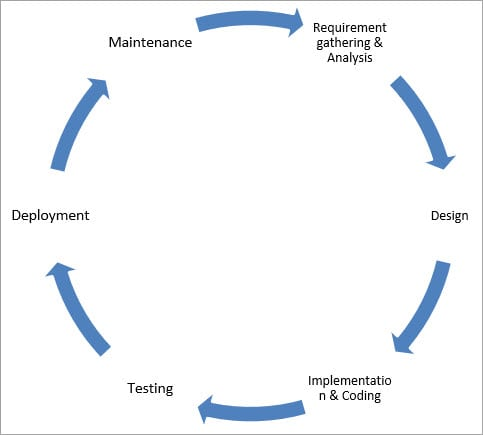 Maintenance
Requirement
gathering &
Analysis
Design
Implementatio
n & Coding
Testing
Deployment